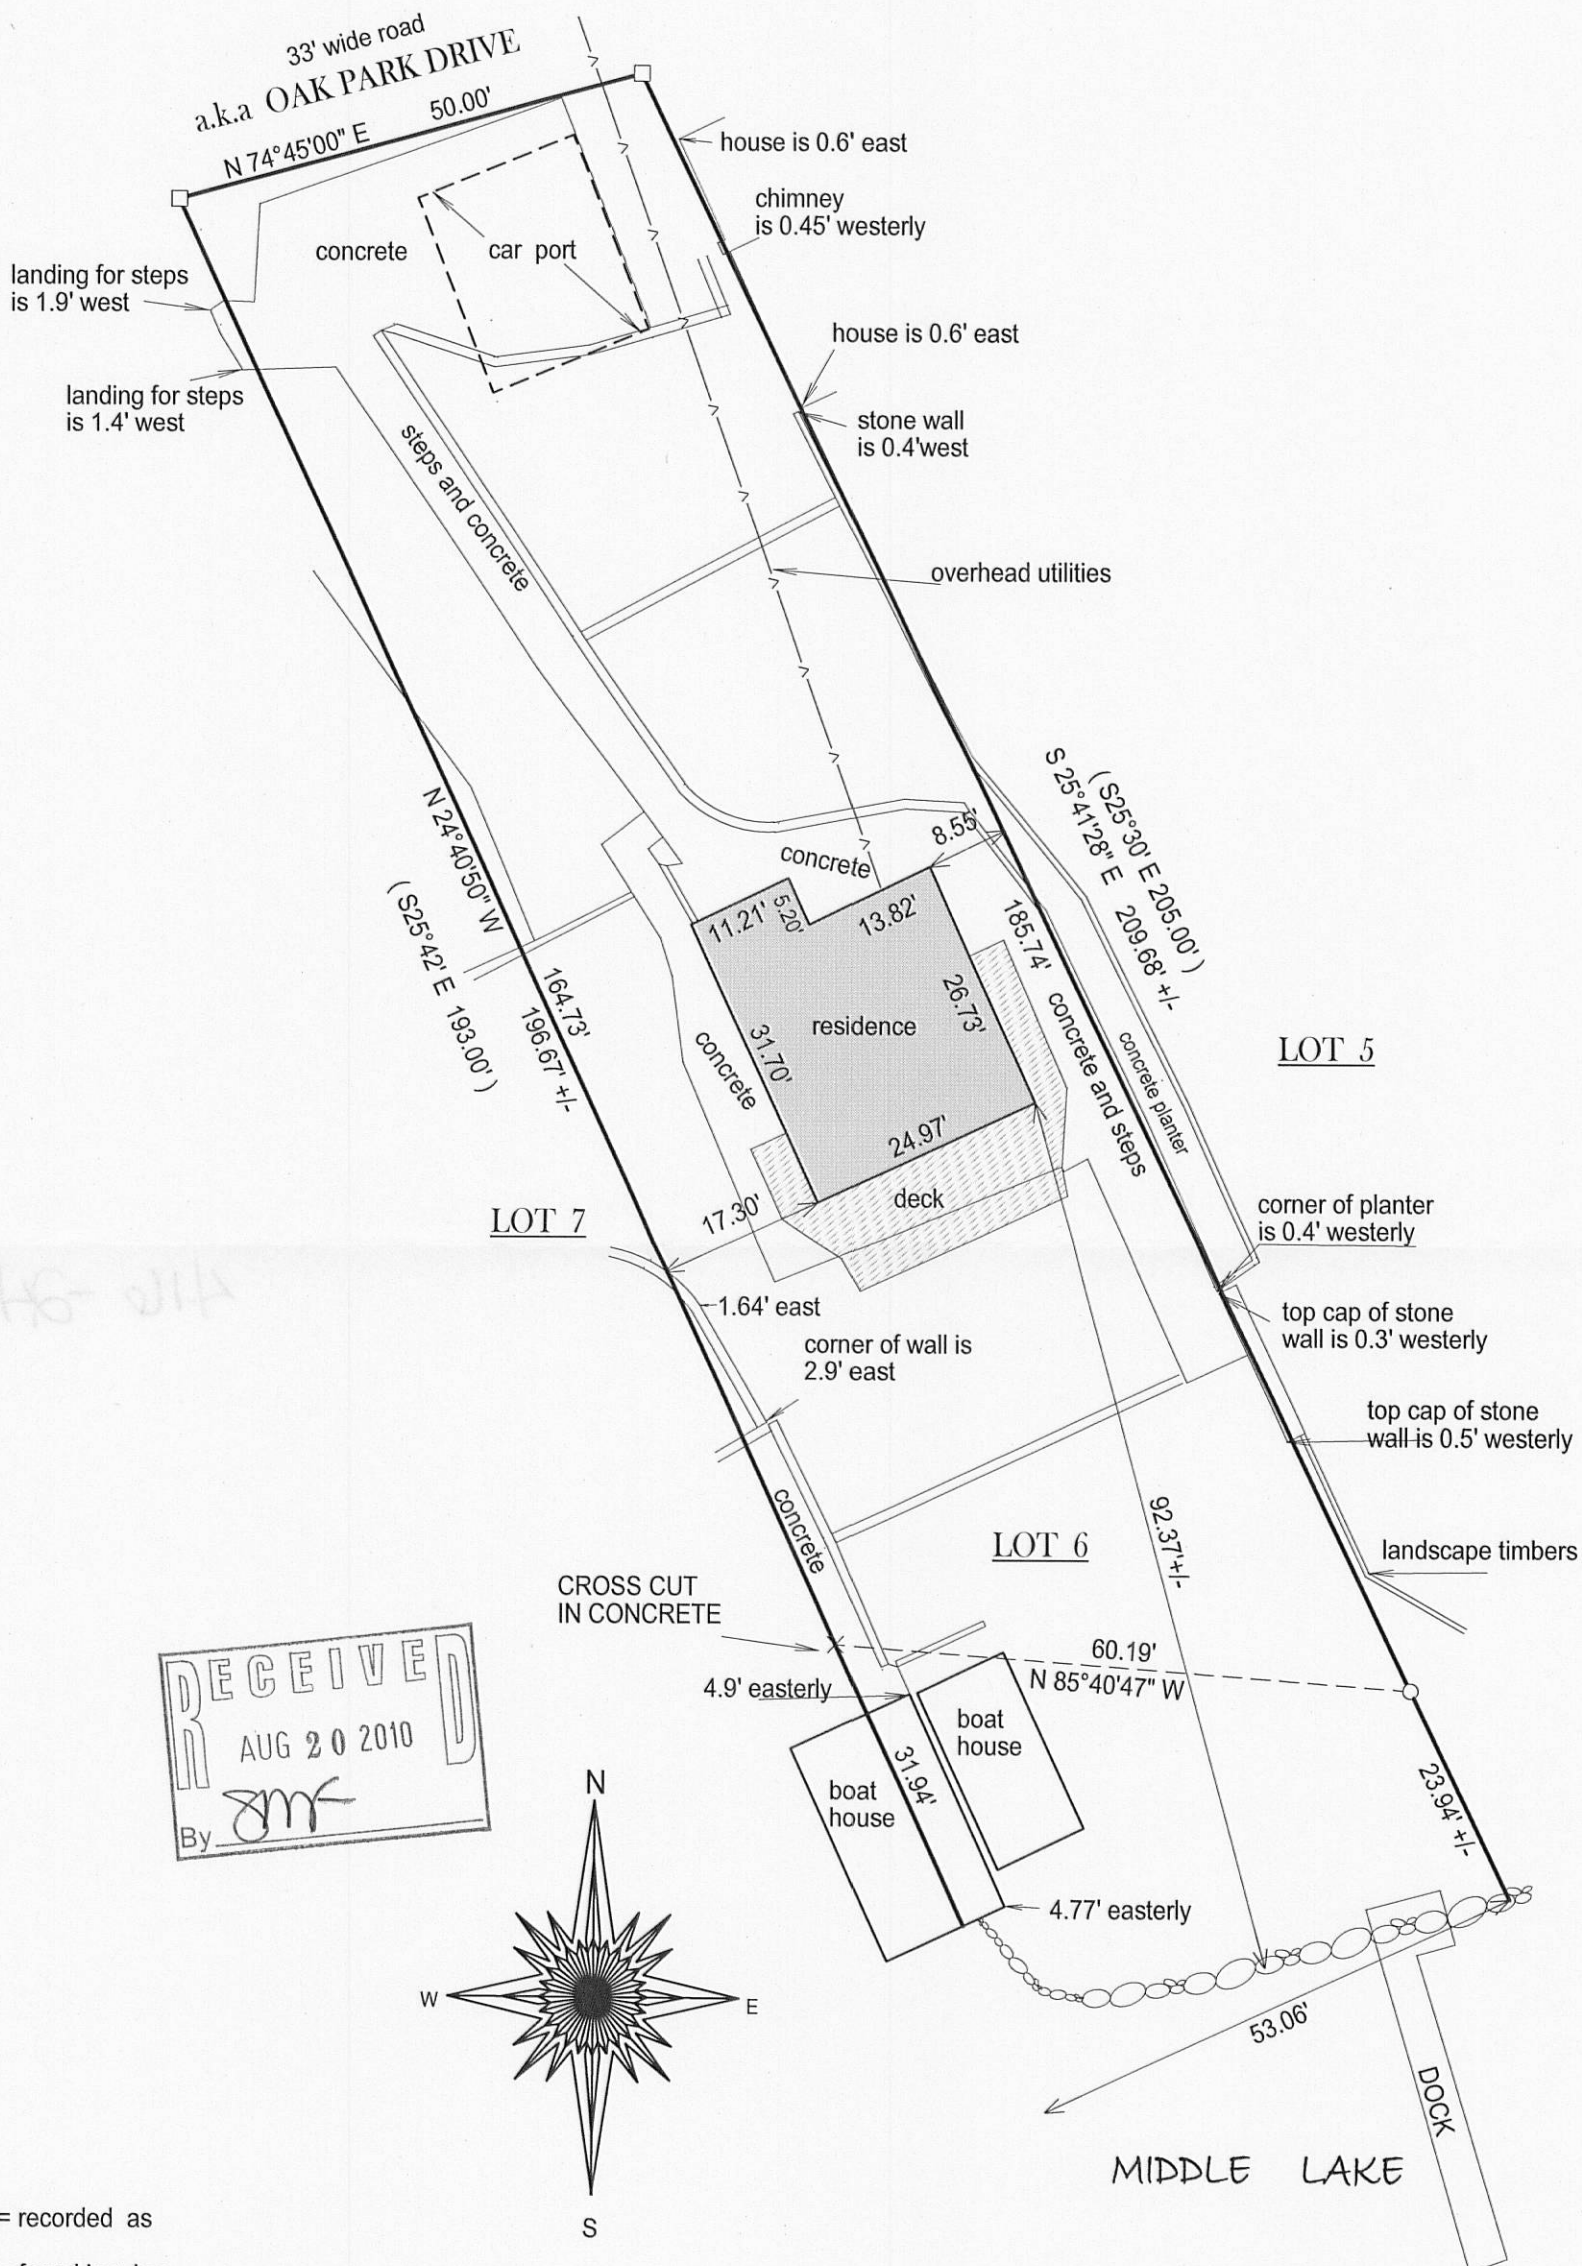 33' wide road
a.k.a OAK PARK DRIVE
N 74°45'00" E 50.00'
house is 0.6' east
chimney
is 0.45' westerly
concrete
car port
landing for steps
is 1.9' west
house is 0.6' east
landing for steps
is 1.4' west
stone wall
is 0.4'west
steps and concrete
overhead utilities
( S25°30' E 205.00' )
S 25°41'28" E 209.68' +/-
N 24°40'50" W
( S25°42' E 193.00' )
164.73'
196.67' +/-
8.55'
concrete
11.21'
5.20'
13.82'
185.74'
26.73'
residence
31.70'
concrete
24.97'
concrete and steps
concrete planter
LOT 5
deck
17.30'
LOT 7
corner of planter
is 0.4' westerly
1.64' east
top cap of stone
wall is 0.3' westerly
corner of wall is
2.9' east
top cap of stone
wall is 0.5' westerly
concrete
92.37'+/-
LOT 6
landscape timbers
CROSS CUT
IN CONCRETE
60.19'
N 85°40'47" W
4.9' easterly
boat
house
boat
house
31.94'
23.94' +/-
RECEIVED
AUG 20 2010
By
N
W
E
S
4.77' easterly
53.06'
DOCK
MIDDLE LAKE
= recorded as